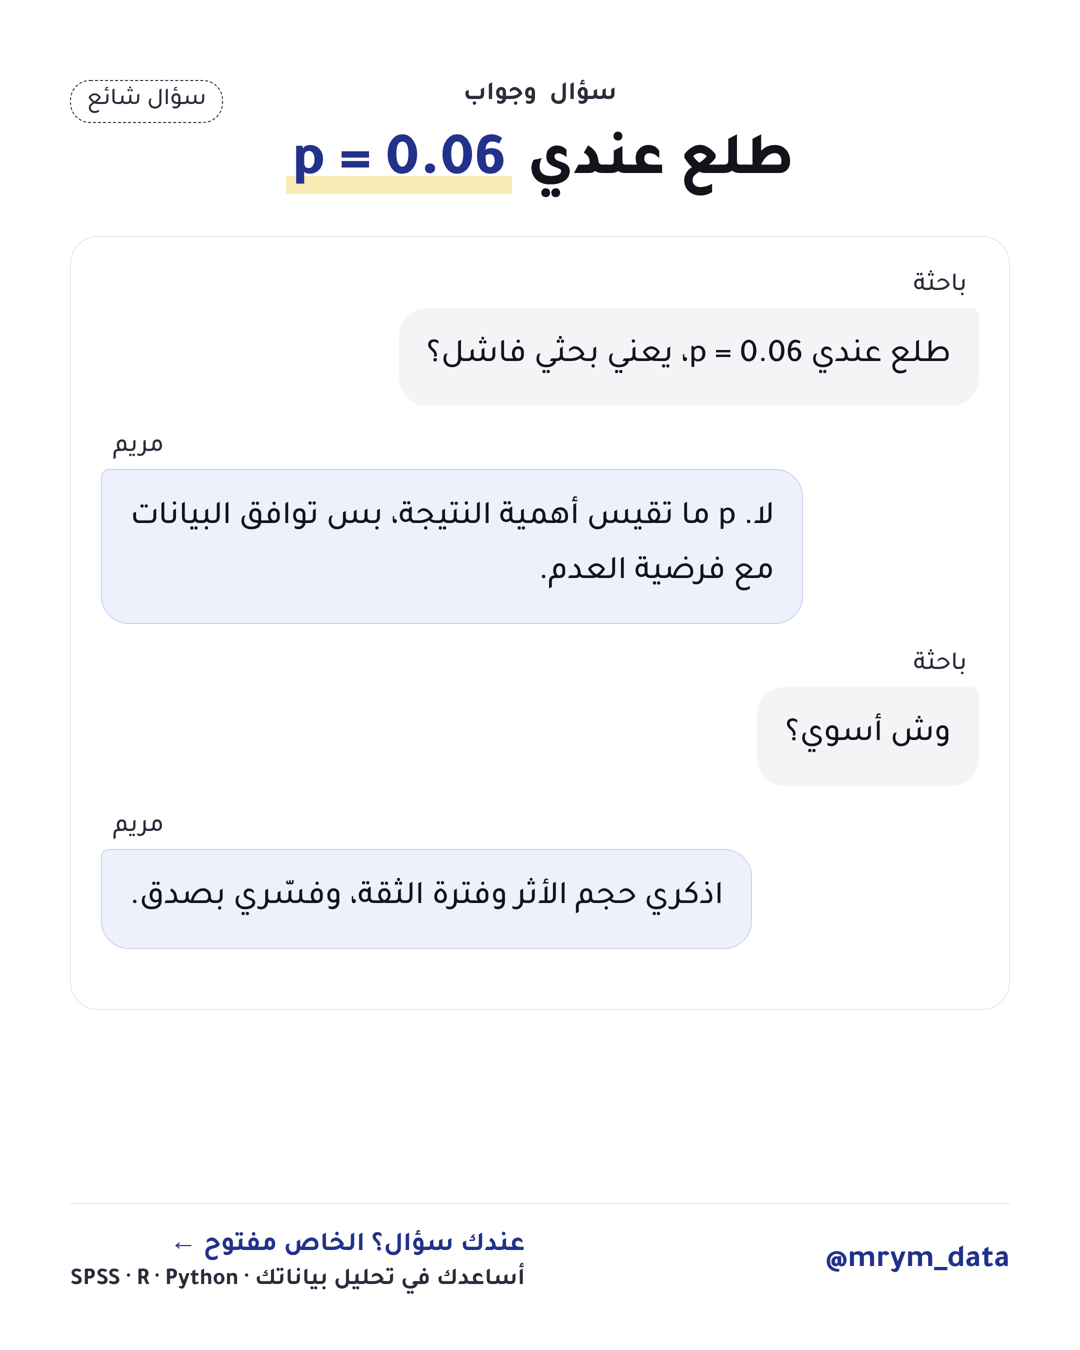 سؤال شائع
سؤال وجواب
طلع عندي p = 0.06
باحثة
طلع عندي p = 0.06، يعني بحثي فاشل؟
مريم
لا. p ما تقيس أهمية النتيجة، بس توافق البيانات
مع فرضية العدم.
باحثة
وش أسوي؟
مريم
اذكري حجم الأثر وفترة الثقة، وفسّري بصدق.
@mrym_data
عندك سؤال؟ الخاص مفتوح ←
أساعدك في تحليل بياناتك · SPSS · R · Python